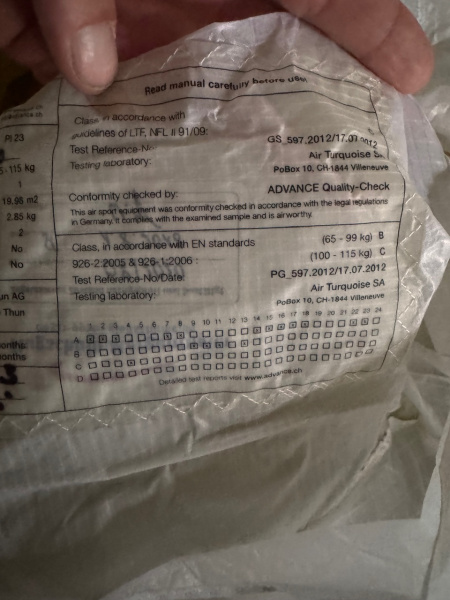 Read manual carefully before use
Class in accordance with
guidelines of LTF, NFL II 91/09:
Test Reference-Nr
GS_597.2012/17.07.2012
Testing laboratory:
Air Turquoise
PoBox 10, CH-1844 Villeneuve
Conformity checked by:
ADVANCE Quality-Check
This air sport equipment was conformity checked in accordance with the legal regulations
in Germany, it complies with the examined sample and is airworthy.
Class, in accordance with EN standards
(65 - 99 kg) B
926-2:2005 & 926-1:2006 :
(100 - 115 kg) C
Test Reference-No/Date:
PG_597.2012/17.07.2012
Testing laboratory:
Air Turquoise SA
PoBox 10, CH-1844 Villeneuve
1 2 3 4 5 6 7 8 9 10 11 12 13 14 15 16 17 18 19 20 21 22 23 24
A
B
C
D
Detailed test reports visit www.advance.ch
PI 23
115 kg
1
19.98 m2
2.85 kg
2
No
No
No
AG
Thun